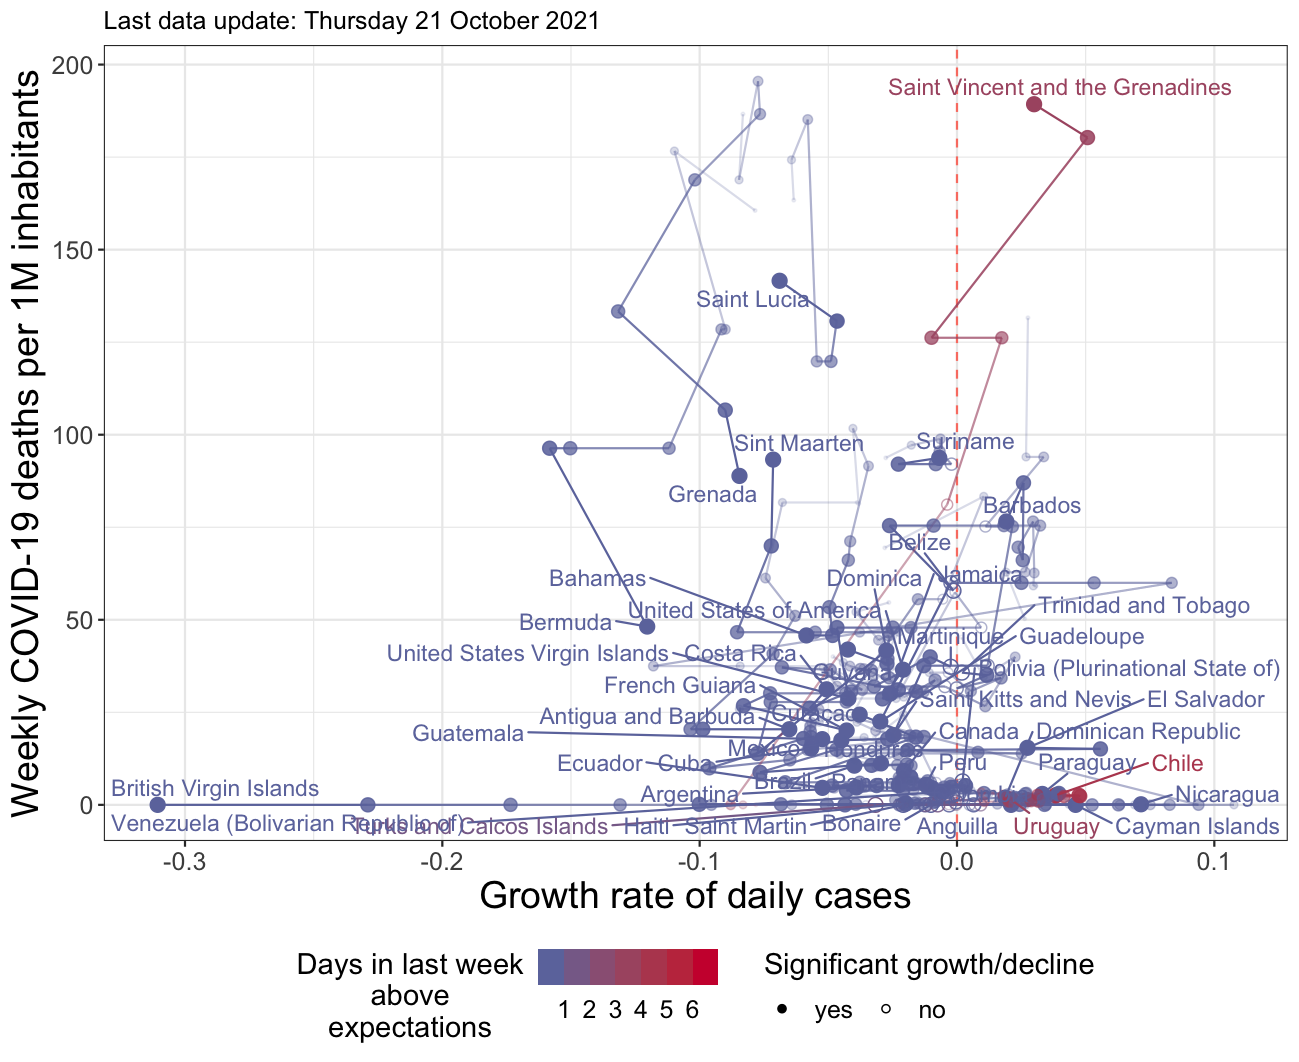 Last data update: Thursday 21 October 2021
Weekly COVID-19 deaths per 1M inhabitants
200
150
100
50
0
Saint Vincent and the Grenadines
Saint Lucia
Sint Maarten
Suriname
Grenada
Barbados
Belize
Bahamas
Dominica
Jamaica
United States of America
Trinidad and Tobago
Bermuda
Martinique
Guadeloupe
United States Virgin Islands
Costa Rica
Guyana
Bolivia (Plurinational State of)
French Guiana
Saint Kitts and Nevis
El Salvador
Antigua and Barbuda
Curacao
Guatemala
Canada
Dominican Republic
Mexico
Honduras
Ecuador
Cuba
Peru
Paraguay
Chile
British Virgin Islands
Brazil
Panama
Argentina
Nicaragua
Venezuela (Bolivarian Republic of)
Turks and Caicos Islands
Haiti
Saint Martin
Bonaire
Anguilla
Uruguay
Cayman Islands
-0.3
-0.2
-0.1
0.0
0.1
Growth rate of daily cases
Days in last week
above
expectations
1 2 3 4 5 6
Significant growth/decline
yes
no